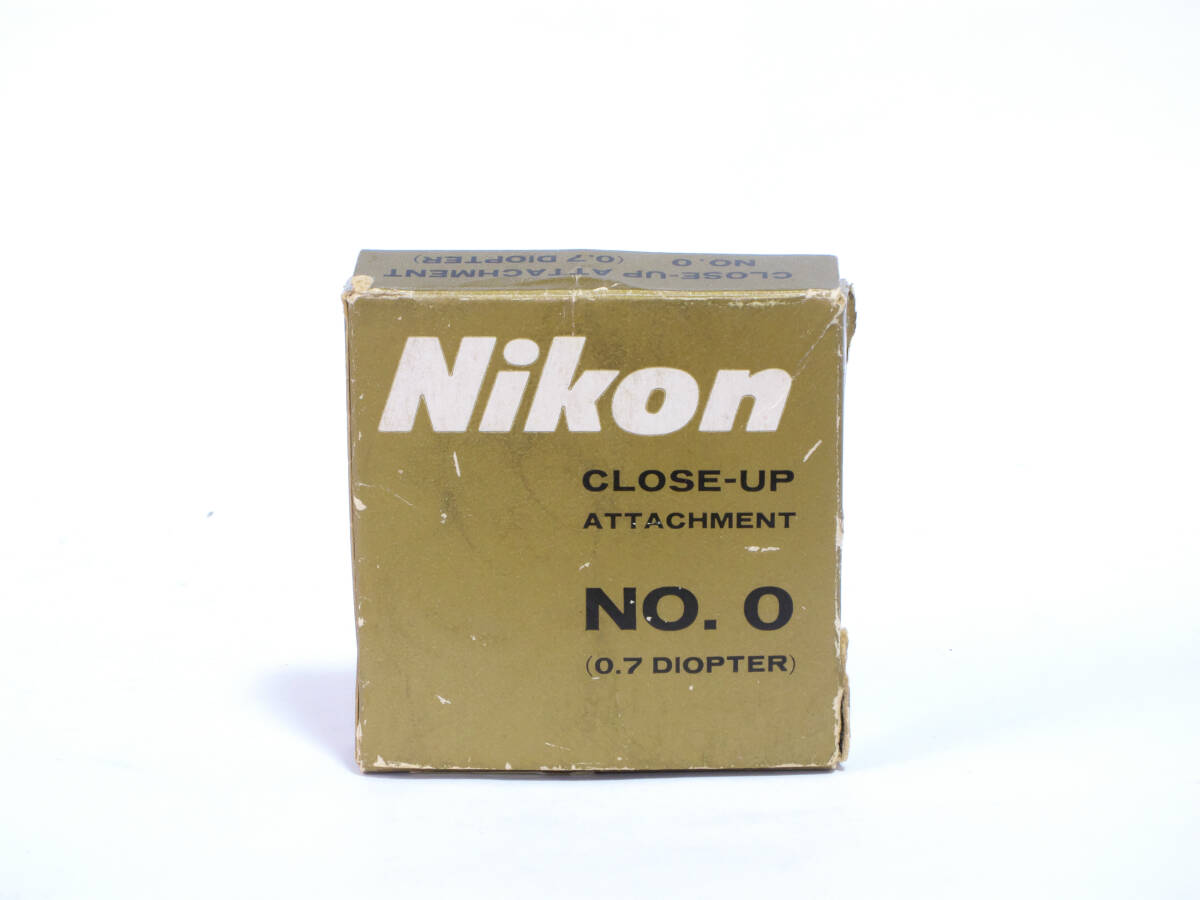 CLOSE-UP ATTACHMENT
NO. 0 (0.7 DIOPTER)
Nikon
CLOSE-UP
ATTACHMENT
NO. 0
(0.7 DIOPTER)